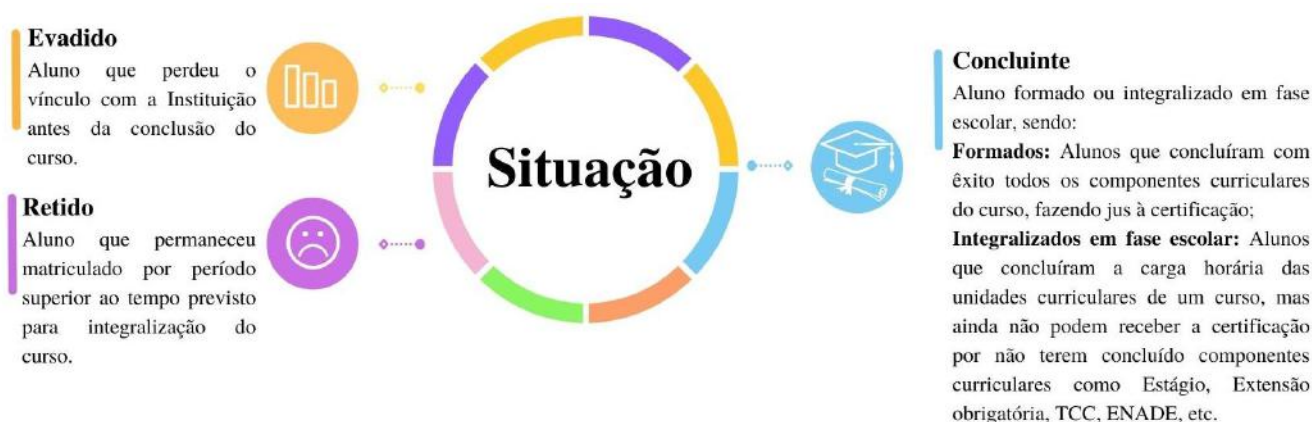 Evadido
Aluno que perdeu o
vínculo com a Instituição
antes da conclusão do
curso.
Retido
Aluno que permaneceu
matriculado por período
superior ao tempo previsto
para integralização do
curso.
Situação
Concluinte
Aluno formado ou integralizado em fase
escolar, sendo:
Formados: Alunos que concluíram com
êxito todos os componentes curriculares
do curso, fazendo jus à certificação;
Integralizados em fase escolar: Alunos
que concluíram a carga horária das
unidades curriculares de um curso, mas
ainda não podem receber a certificação
por não terem concluído componentes
curriculares como Estágio, Extensão
obrigatória, TCC, ENADE, etc.